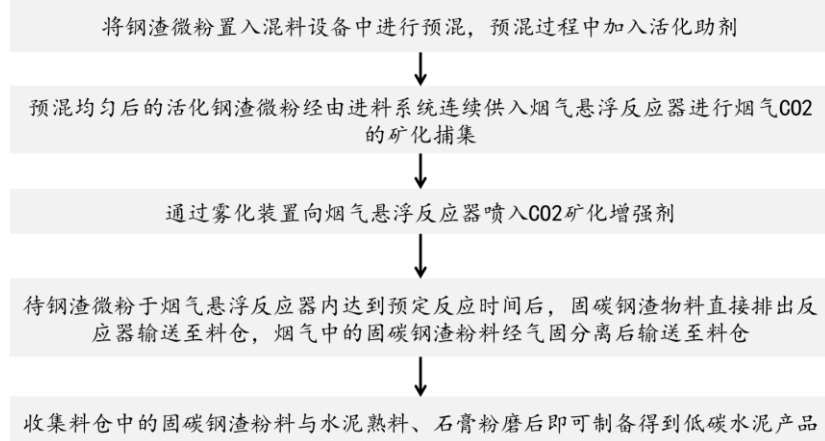 将钢渣微粉置入混料设备中进行预混，预混过程中加入活化助剂
预混均匀后的活化钢渣微粉经由进料系统连续供入烟气悬浮反应器进行烟气CO2
的矿化捕集
通过雾化装置向烟气悬浮反应器喷入CO2矿化增强剂
待钢渣微粉于烟气悬浮反应器内达到预定反应时间后，固碳钢渣物料直接排出反
应器输送至料仓，烟气中的固碳钢渣粉料经气固分离后输送至料仓
收集料仓中的固碳钢渣粉料与水泥熟料、石膏粉磨后即可制备得到低碳水泥产品